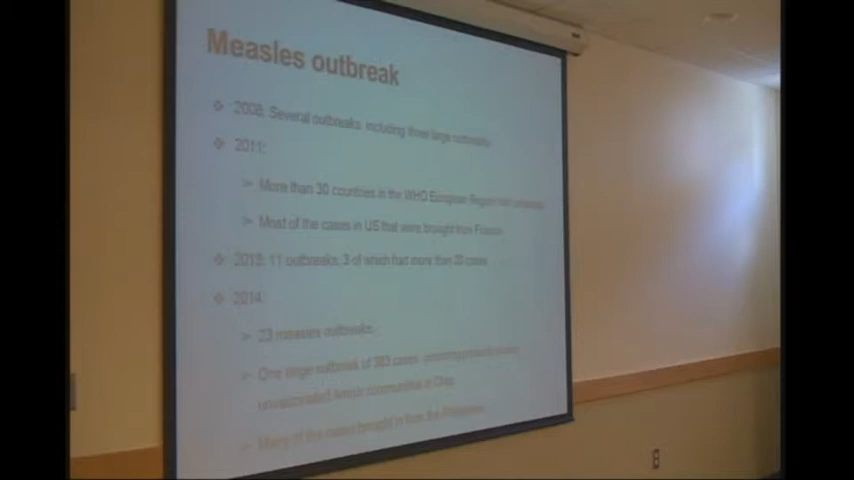 Measles outbreak
2008: Several outbreaks including three large outbreaks
2011:
More than 30 countries in the WHO European Region
Most of the cases in US that were brought from France
2013: 11 outbreaks, 3 of which had more than 20 cases
2014:
23 measles outbreaks.
One large outbreak of 383 cases,
unvaccinated Amish communities in Ohio
Many of the cases brought in from the Philippines